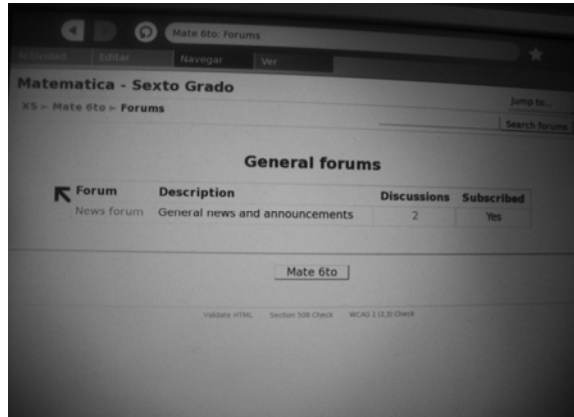 Mate 6to: Forums
Actividad Editar Navegar Ver
Matematica - Sexto Grado
Jump to...
XS ► Mate 6to ► Forums
Search forums
General forums
Forum Description Discussions Subscribed
News forum General news and announcements 2 Yes
Mate 6to
Validate HTML Section 508 Check WCAG 1 (2,3) Check